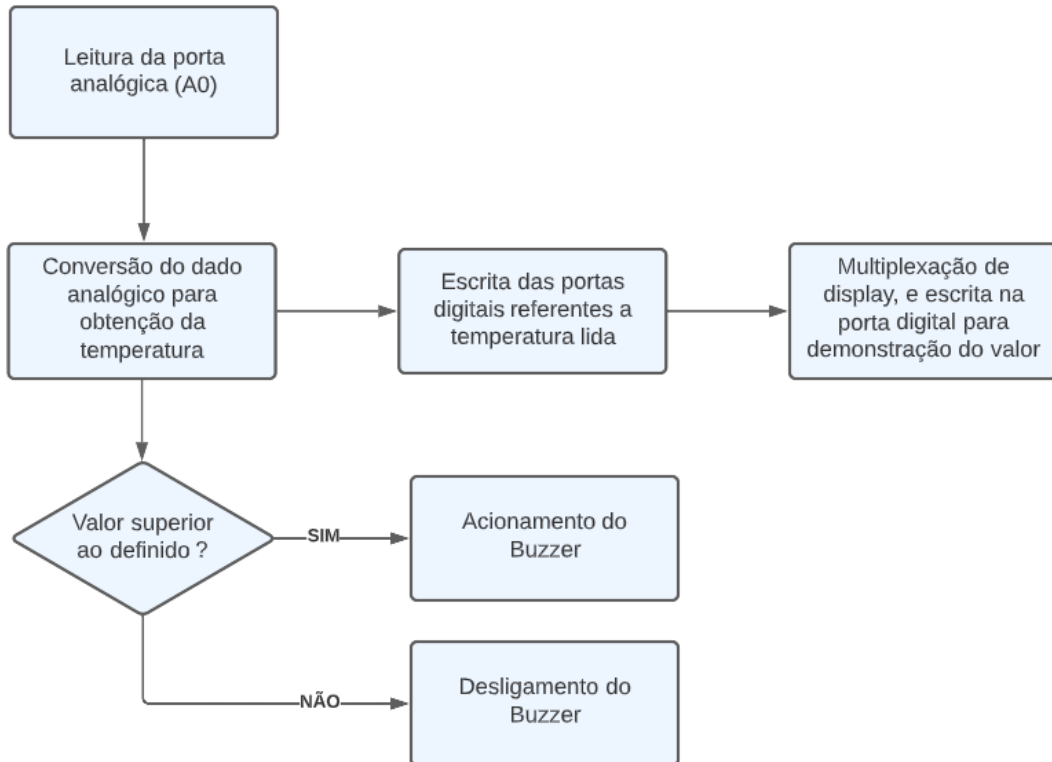 Leitura da porta
analógica (A0)
Conversão do dado
analógico para
obtenção da
temperatura
Escrita das portas
digitais referentes a
temperatura lida
Multiplexação de
display, e escrita na
porta digital para
demonstração do valor
Valor superior
ao definido ?
SIM
Acionamento do
Buzzer
NÃO
Desligamento do
Buzzer